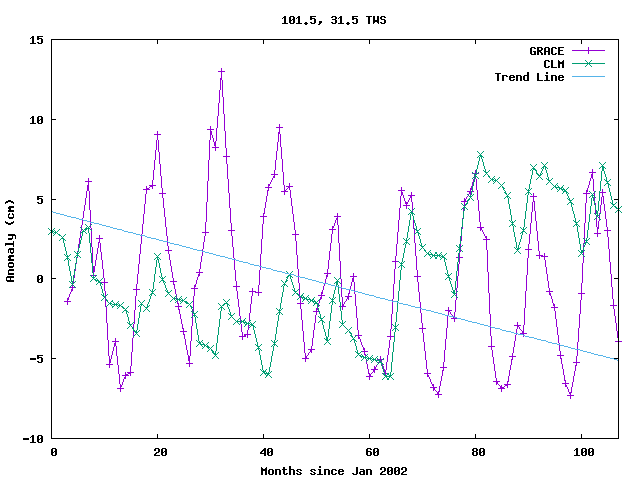 101.5, 31.5 TWS
15
GRACE
CLM
Trend Line
10
5
0
-5
-10
Anomaly (cm)
0 20 40 60 80 100
Months since Jan 2002